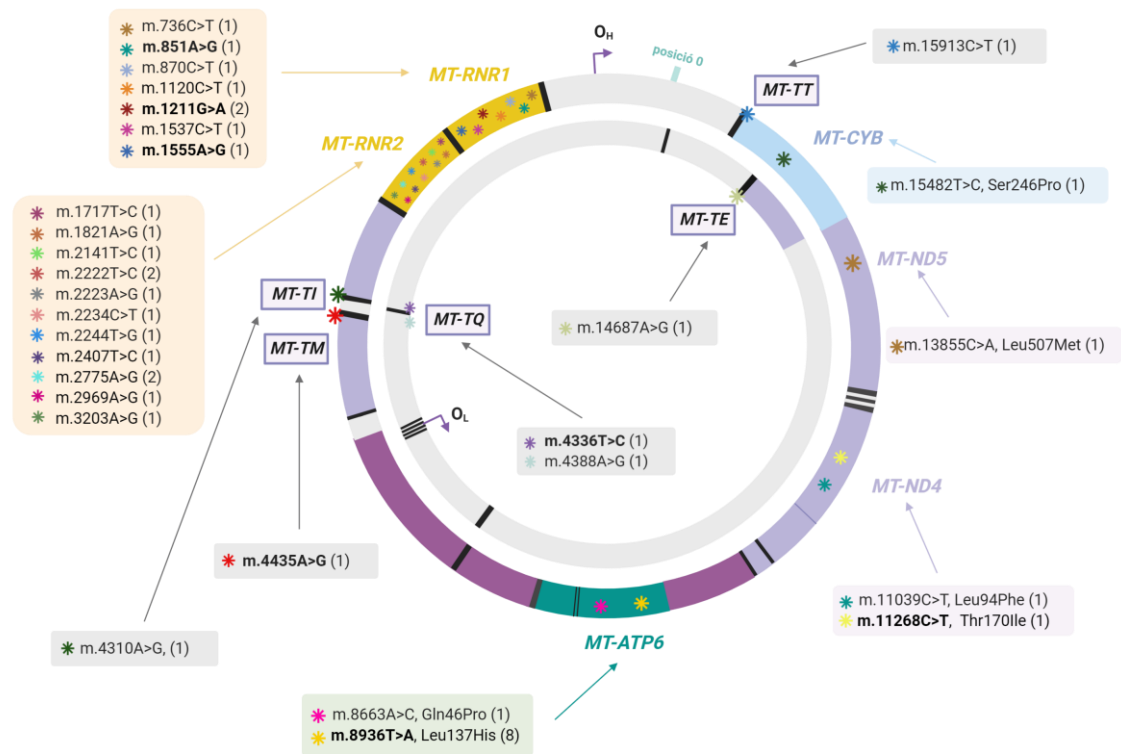 m.736C>T (1)
m.851A>G (1)
m.870C>T (1)
m.1120C>T (1)
m.1211G>A (2)
m.1537C>T (1)
m.1555A>G (1)
MT-RNR1
OH
posició 0
MT-TT
m.15913C>T (1)
MT-RNR2
MT-CYB
m.15482T>C, Ser246Pro (1)
m.1717T>C (1)
m.1821A>G (1)
m.2141T>C (1)
m.2222T>C (2)
m.2223A>G (1)
m.2234C>T (1)
m.2244T>G (1)
m.2407T>C (1)
m.2775A>G (2)
m.2969A>G (1)
m.3203A>G (1)
MT-TE
MT-ND5
MT-TI
MT-TQ
MT-TM
m.14687A>G (1)
m.13855C>A, Leu507Met (1)
OL
m.4336T>C (1)
m.4388A>G (1)
MT-ND4
m.4435A>G (1)
m.11039C>T, Leu94Phe (1)
m.11268C>T, Thr170Ile (1)
m.4310A>G, (1)
MT-ATP6
m.8663A>C, Gln46Pro (1)
m.8936T>A, Leu137His (8)